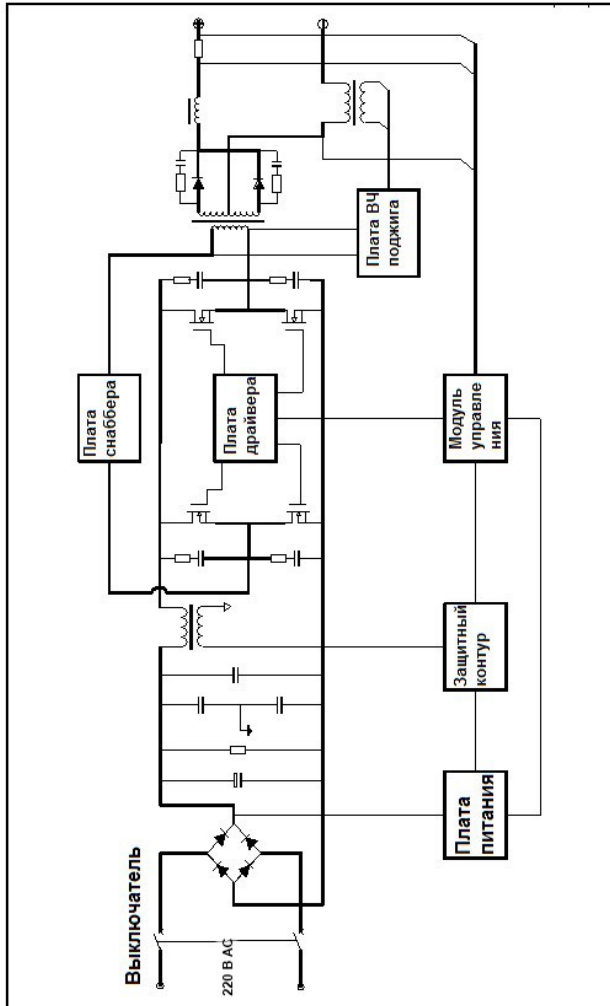 Выключатель
220 В АС
Плата
питания
Защитный
контур
Модуль
управле
ния
Плата
снаббера
Плата
драйвера
Плата ВЧ
поджига